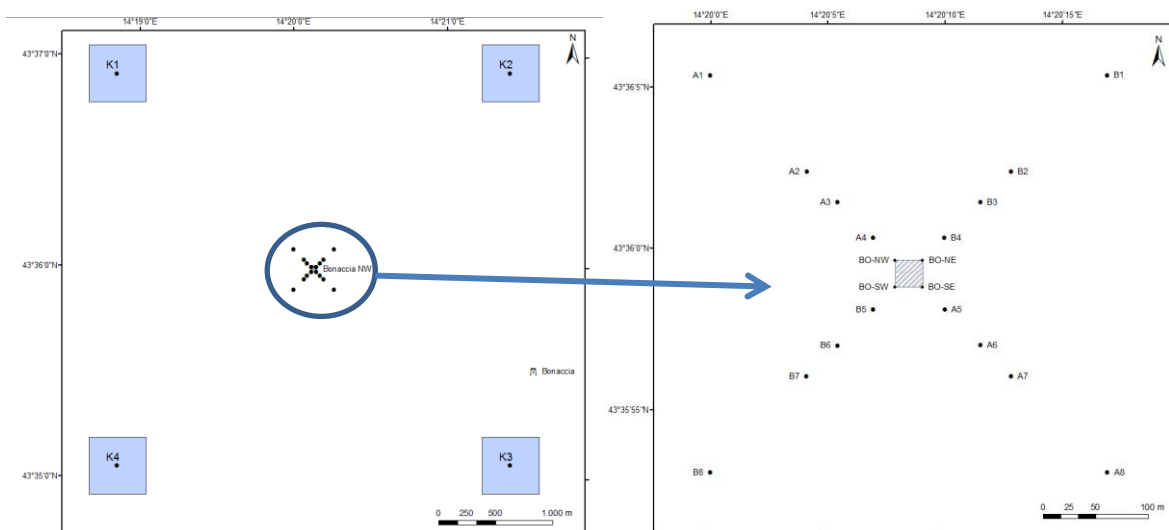 14°19'0"E 14°20'0"E 14°21'0"E
43°37'0"N
N
K1
K2
43°36'0"N
Bonaccia NW
Bonaccia
K4
K3
43°35'0"N
0 250 500 1.000 m
14°20'0"E 14°20'5"E 14°20'10"E 14°20'15"E
N
A1
B1
43°36'5"N
A2
B2
A3
B3
A4
B4
43°36'0"N
BO-NW
BO-NE
BO-SW
BO-SE
B5
A5
B6
A6
B7
A7
43°35'55"N
B8
A8
0 25 50 100 m